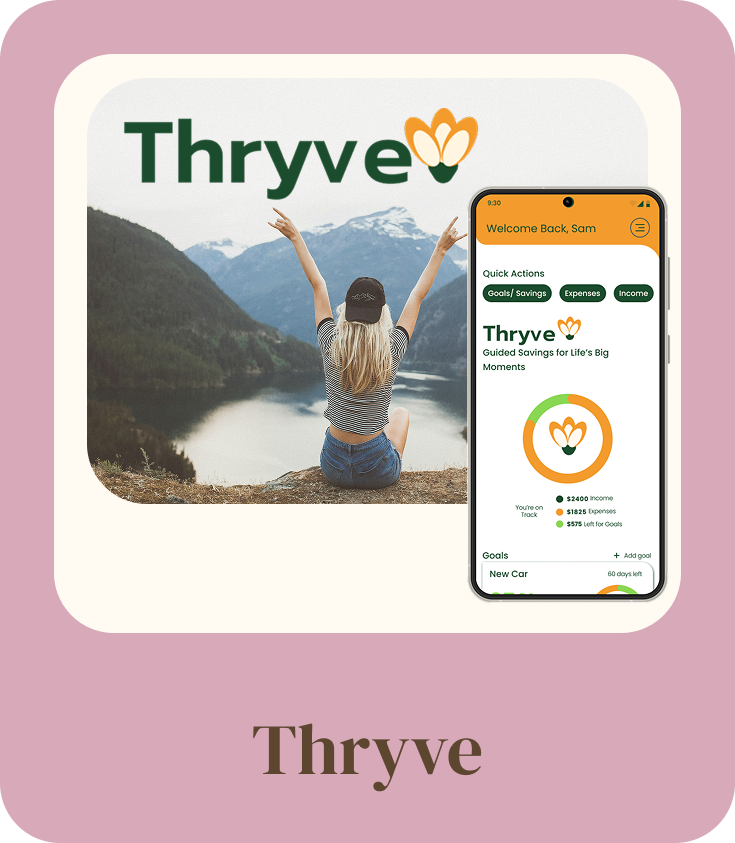 Thryve
9:30
Welcome Back, Sam
Quick Actions
Goals/ Savings
Expenses
Income
Thryve
Guided Savings for Life's Big
Moments
You're on
Track
$2400 Income
$1825 Expenses
$575 Left for Goals
Goals
+ Add goal
New Car
60 days left
Thryve